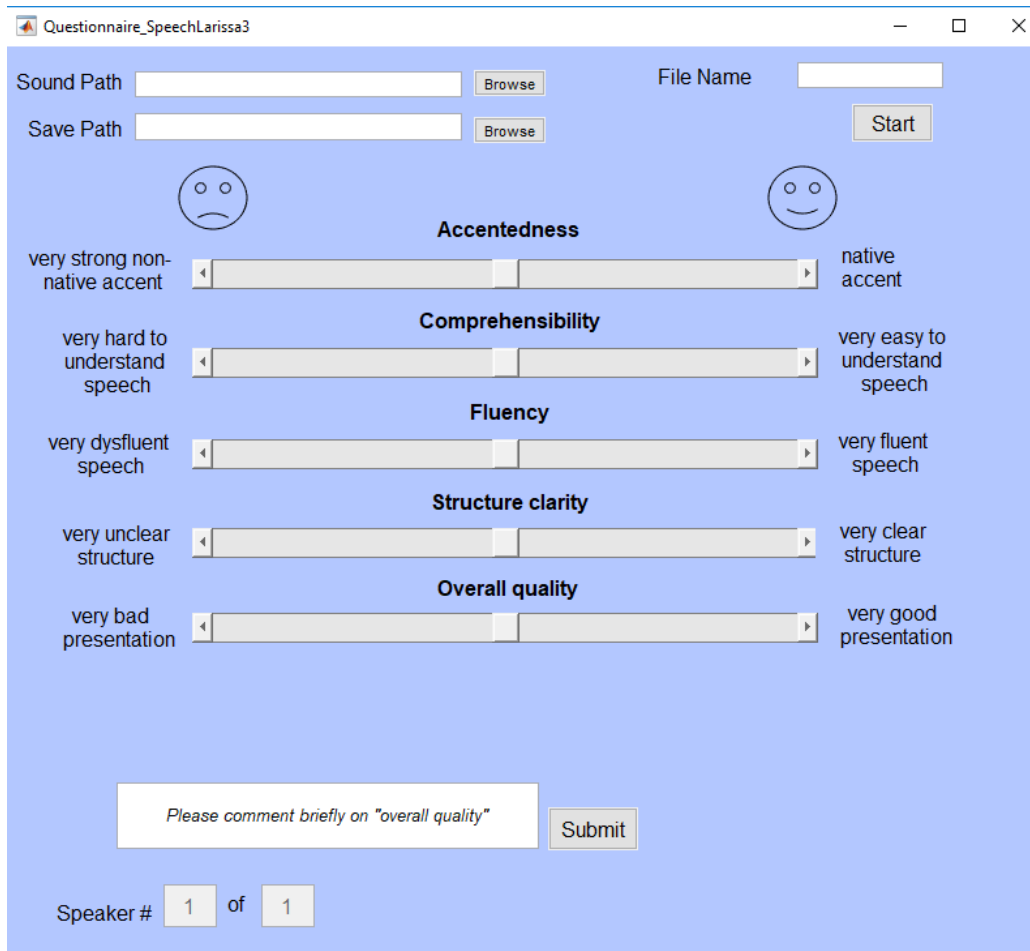 Questionnaire_SpeechLarissa3
Sound Path
Browse
File Name
Save Path
Browse
Start
Accentedness
very strong non-
native accent
native
accent
Comprehensibility
very hard to
understand
speech
very easy to
understand
speech
Fluency
very dysfluent
speech
very fluent
speech
Structure clarity
very unclear
structure
very clear
structure
Overall quality
very bad
presentation
very good
presentation
Please comment briefly on "overall quality"
Submit
Speaker # 1 of 1